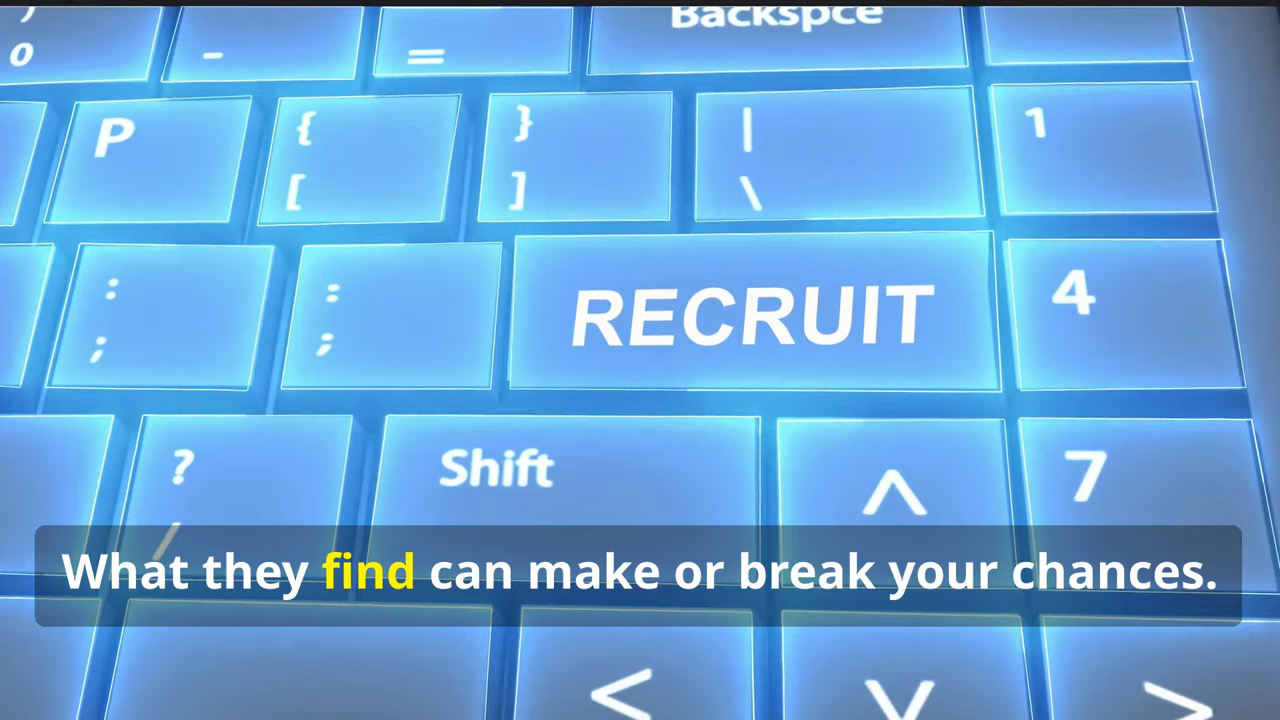 ) 
0 - = Backspce
P { } | 1
[ ] \
: : RECRUIT 4
; ;
? Shift ^ 7
/
What they find can make or break your chances.
< v >